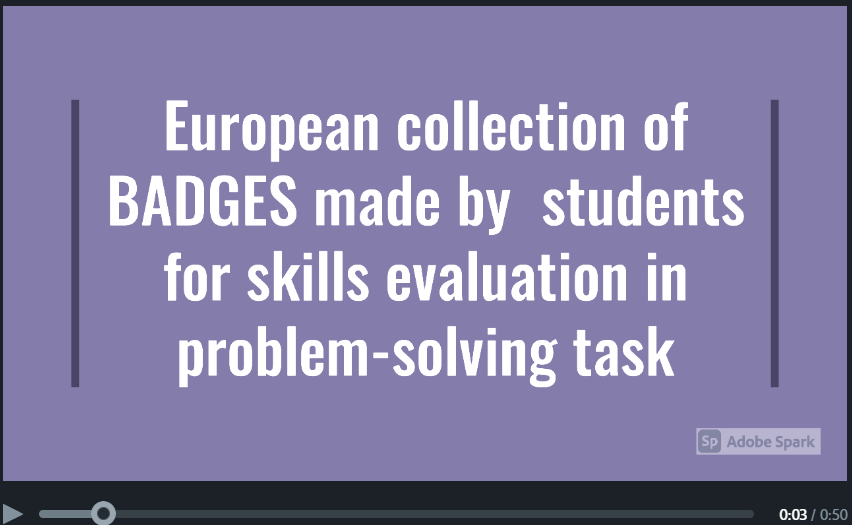 European collection of
BADGES made by  students
for skills evaluation in
problem-solving task
Sp Adobe Spark
0:03 / 0:50